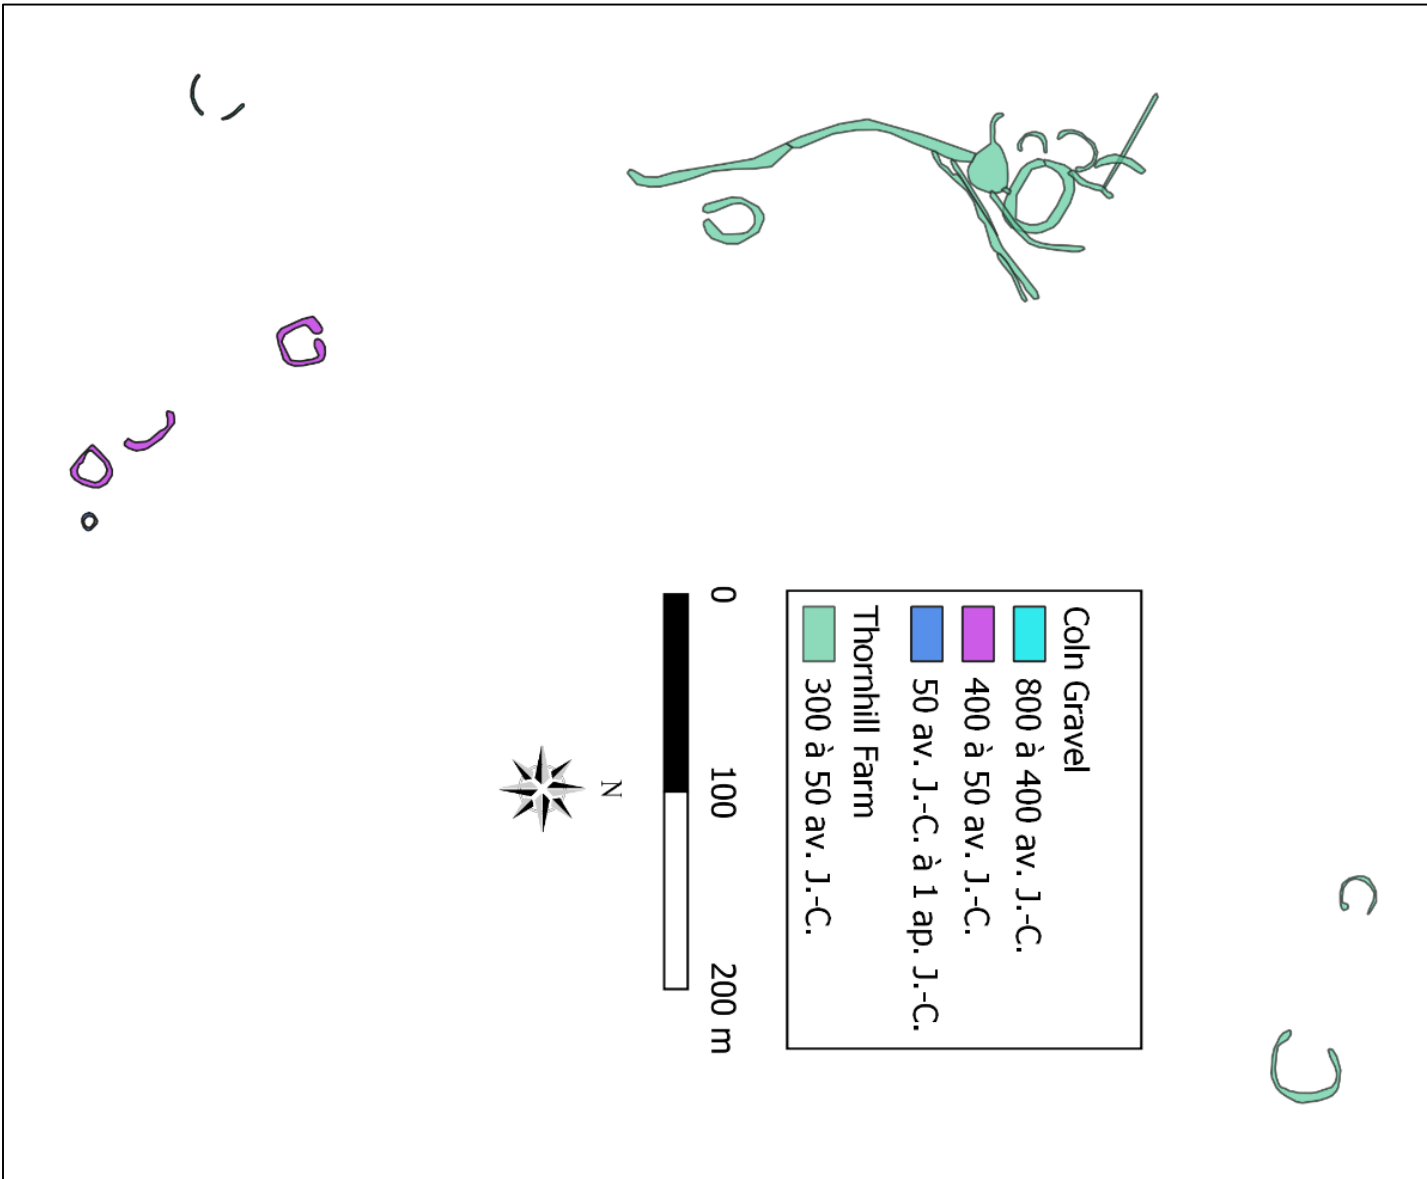 Coln Gravel
800 à 400 av. J.-C.
400 à 50 av. J.-C.
50 av. J.-C. à 1 ap. J.-C.
Thornhill Farm
300 à 50 av. J.-C.
0 100 200 m
N